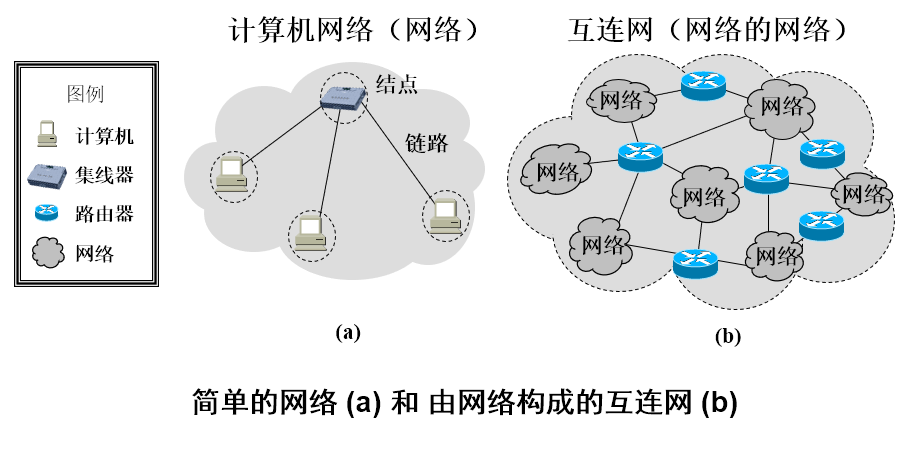 计算机网络（网络）
互连网（网络的网络）
图例
计算机
集线器
路由器
网络
结点
链路
(a)
网络
网络
网络
网络
网络
网络
网络
(b)
简单的网络 (a) 和 由网络构成的互连网 (b)